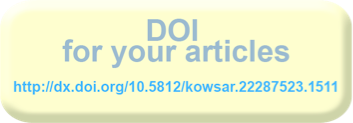 DOI
for your articles
http://dx.doi.org/10.5812/kowsar.22287523.1511